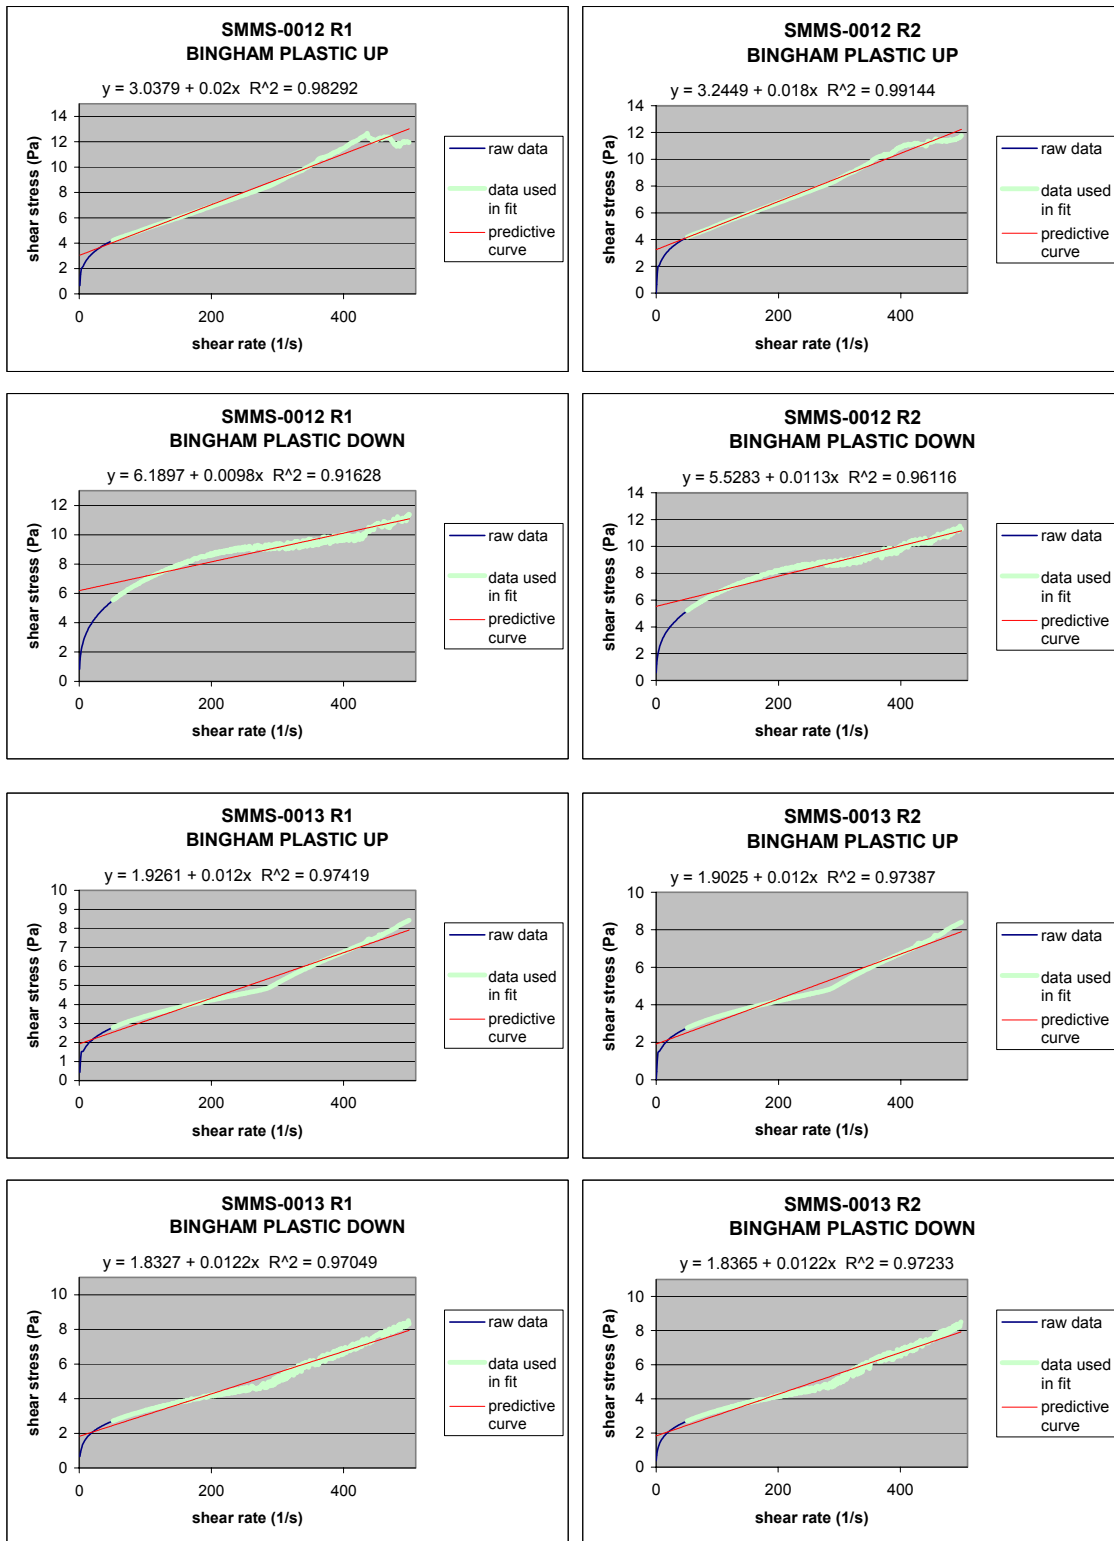 SMMS-0012 R1
BINGHAM PLASTIC UP
y = 3.0379 + 0.02x R^2 = 0.98292
14
12
10
8
6
4
2
0
0 200 400
shear stress (Pa)
shear rate (1/s)
raw data
data used
in fit
predictive
curve
SMMS-0012 R2
BINGHAM PLASTIC UP
y = 3.2449 + 0.018x R^2 = 0.99144
14
12
10
8
6
4
2
0
0 200 400
shear stress (Pa)
shear rate (1/s)
raw data
data used
in fit
predictive
curve
SMMS-0012 R1
BINGHAM PLASTIC DOWN
y = 6.1897 + 0.0098x R^2 = 0.91628
12
10
8
6
4
2
0
0 200 400
shear stress (Pa)
shear rate (1/s)
raw data
data used
in fit
predictive
curve
SMMS-0012 R2
BINGHAM PLASTIC DOWN
y = 5.5283 + 0.0113x R^2 = 0.96116
14
12
10
8
6
4
2
0
0 200 400
shear stress (Pa)
shear rate (1/s)
raw data
data used
in fit
predictive
curve
SMMS-0013 R1
BINGHAM PLASTIC UP
y = 1.9261 + 0.012x R^2 = 0.97419
10
9
8
7
6
5
4
3
2
1
0
0 200 400
shear stress (Pa)
shear rate (1/s)
raw data
data used
in fit
predictive
curve
SMMS-0013 R2
BINGHAM PLASTIC UP
y = 1.9025 + 0.012x R^2 = 0.97387
10
8
6
4
2
0
0 200 400
shear stress (Pa)
shear rate (1/s)
raw data
data used
in fit
predictive
curve
SMMS-0013 R1
BINGHAM PLASTIC DOWN
y = 1.8327 + 0.0122x R^2 = 0.97049
10
8
6
4
2
0
0 200 400
shear stress (Pa)
shear rate (1/s)
raw data
data used
in fit
predictive
curve
SMMS-0013 R2
BINGHAM PLASTIC DOWN
y = 1.8365 + 0.0122x R^2 = 0.97233
10
8
6
4
2
0
0 200 400
shear stress (Pa)
shear rate (1/s)
raw data
data used
in fit
predictive
curve